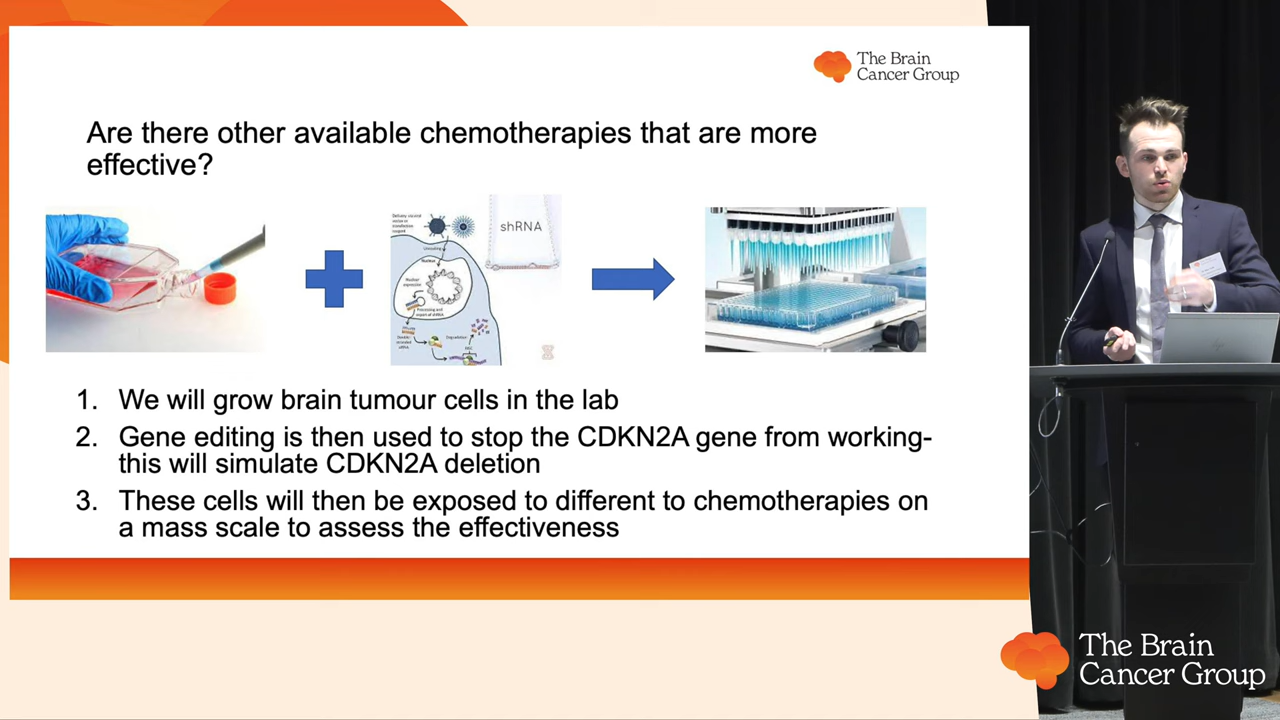 The Brain
Cancer Group
Are there other available chemotherapies that are more
effective?
shRNA
Nucleus
1. We will grow brain tumour cells in the lab
2. Gene editing is then used to stop the CDKN2A gene from working-
this will simulate CDKN2A deletion
3. These cells will then be exposed to different to chemotherapies on
a mass scale to assess the effectiveness
The Brain
Cancer Group